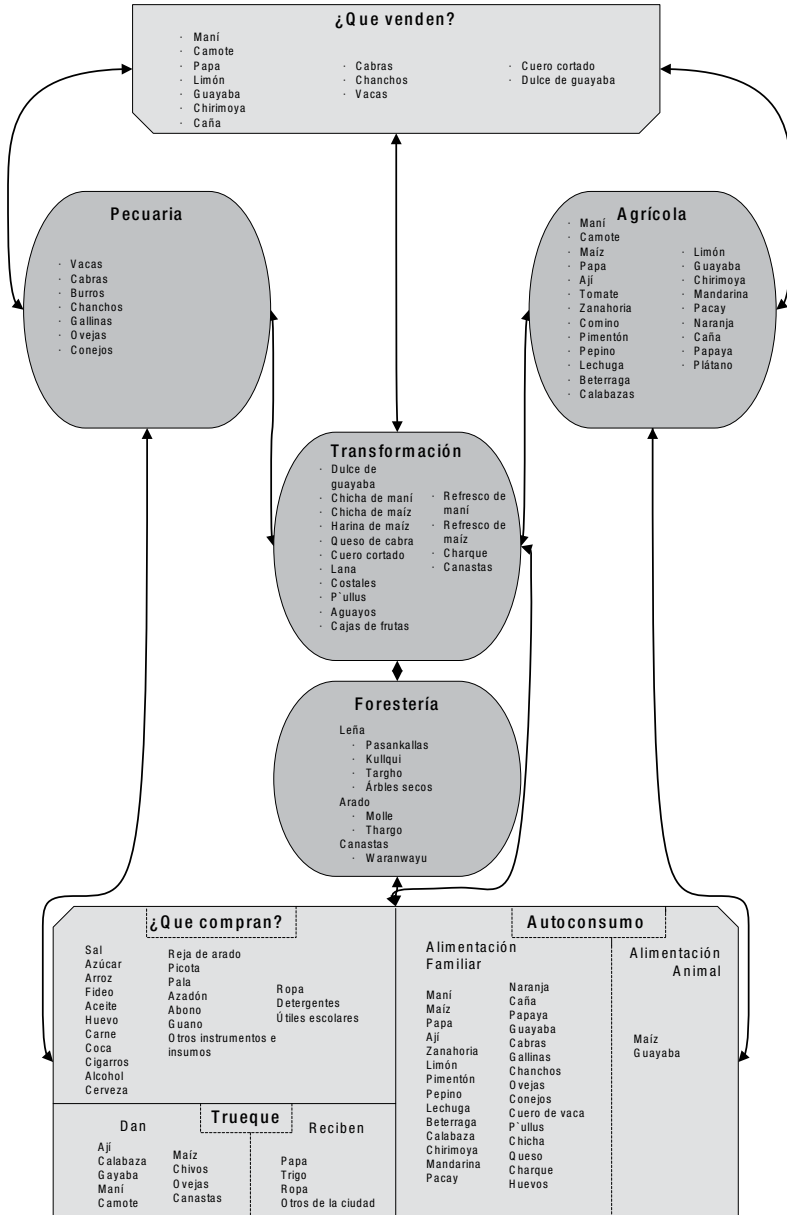 ¿Que venden?
· Maní
· Camote
· Papa
· Limón
· Guayaba
· Chirimoya
· Caña
· Cabras
· Chanchos
· Vacas
· Cuero cortado
· Dulce de guayaba
Pecuaria
· Vacas
· Cabras
· Burros
· Chanchos
· Gallinas
· Ovejas
· Conejos
Agrícola
· Maní
· Camote
· Maíz
· Papa
· Ají
· Tomate
· Zanahoria
· Comino
· Pimentón
· Pepino
· Lechuga
· Beterraga
· Calabazas
· Limón
· Guayaba
· Chirimoya
· Mandarina
· Pacay
· Naranja
· Caña
· Papaya
· Plátano
Transformación
· Dulce de
guayaba
· Chicha de maní
· Chicha de maíz
· Harina de maíz
· Queso de cabra
· Cuero cortado
· Lana
· Costales
· P`ullus
· Aguayos
· Cajas de frutas
· Refresco de
maní
· Refresco de
maíz
· Charque
· Canastas
Forestería
Leña
· Pasankallas
· Kullqui
· Targho
· Árbles secos
Arado
· Molle
· Thargo
Canastas
· Waranwayu
¿Que compran?
Sal
Azúcar
Arroz
Fideo
Aceite
Huevo
Carne
Coca
Cigarros
Alcohol
Cerveza
Reja de arado
Picota
Pala
Azadón
Abono
Guano
Otros instrumentos e
insumos
Ropa
Detergentes
Útiles escolares
Trueque
Dan
Ají
Calabaza
Gayaba
Maní
Camote
Maíz
Chivos
Ovejas
Canastas
Reciben
Papa
Trigo
Ropa
Otros de la ciudad
Autoconsumo
Alimentación
Familiar
Maní
Maíz
Papa
Ají
Zanahoria
Limón
Pimentón
Pepino
Lechuga
Beterraga
Calabaza
Chirimoya
Mandarina
Pacay
Naranja
Caña
Papaya
Guayaba
Cabras
Gallinas
Chanchos
Ovejas
Conejos
Cuero de vaca
P`ullus
Chicha
Queso
Charque
Huevos
Alimentación
Animal
Maíz
Guayaba